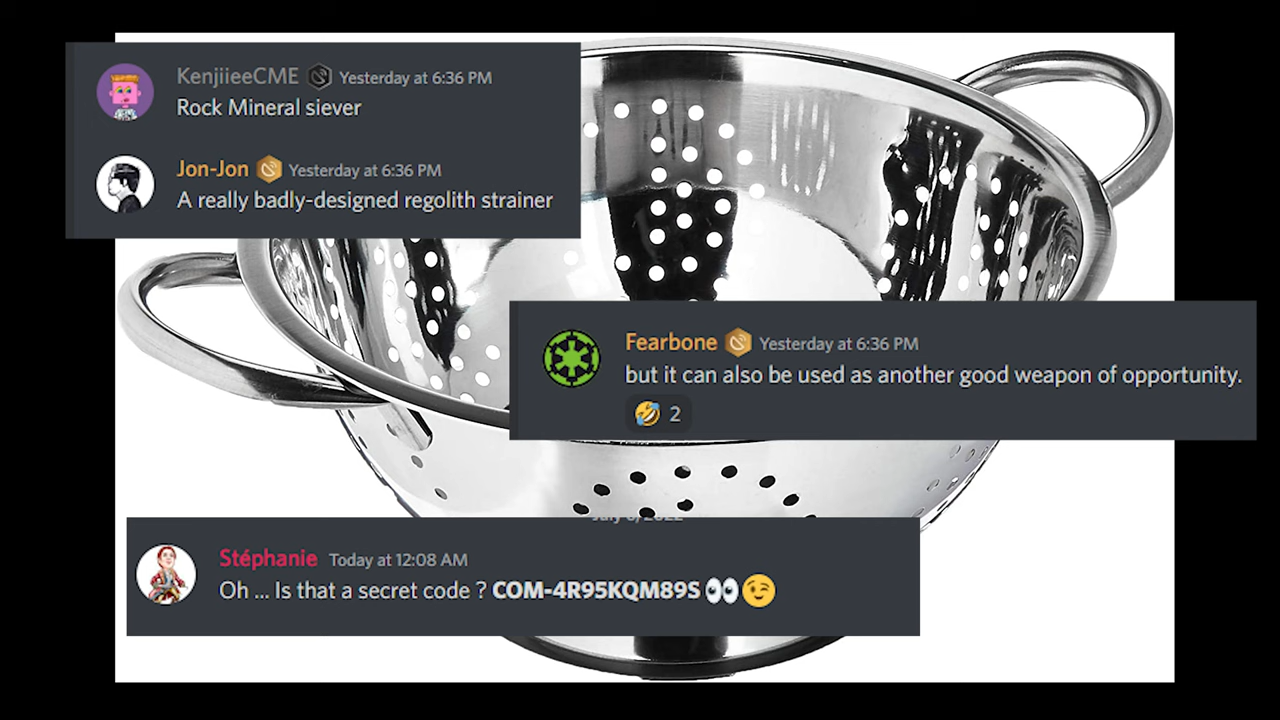 KenjiieeCME Yesterday at 6:36 PM
Rock Mineral siever
Jon-Jon Yesterday at 6:36 PM
A really badly-designed regolith strainer
Fearbone Yesterday at 6:36 PM
but it can also be used as another good weapon of opportunity.
🤣 2
Stéphanie Today at 12:08 AM
Oh ... Is that a secret code ? COM-4R95KQM89S 👀😉